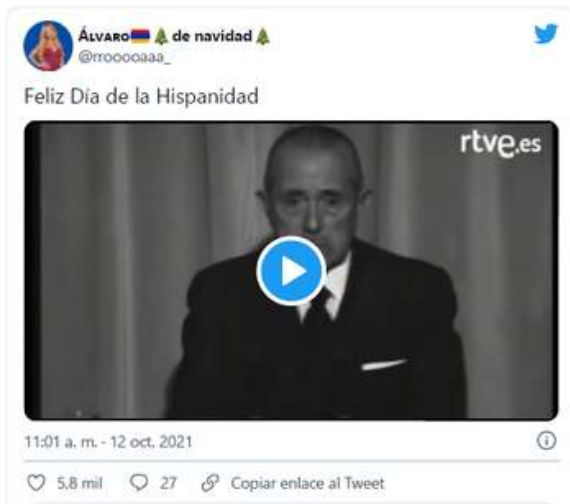 ÁLVARO🇦🇲🎄de navidad🎄
@rrooooaaa_
Feliz Día de la Hispanidad
rtve.es
11:01 a. m. · 12 oct. 2021
5.8 mil 27 Copiar enlace al Tweet